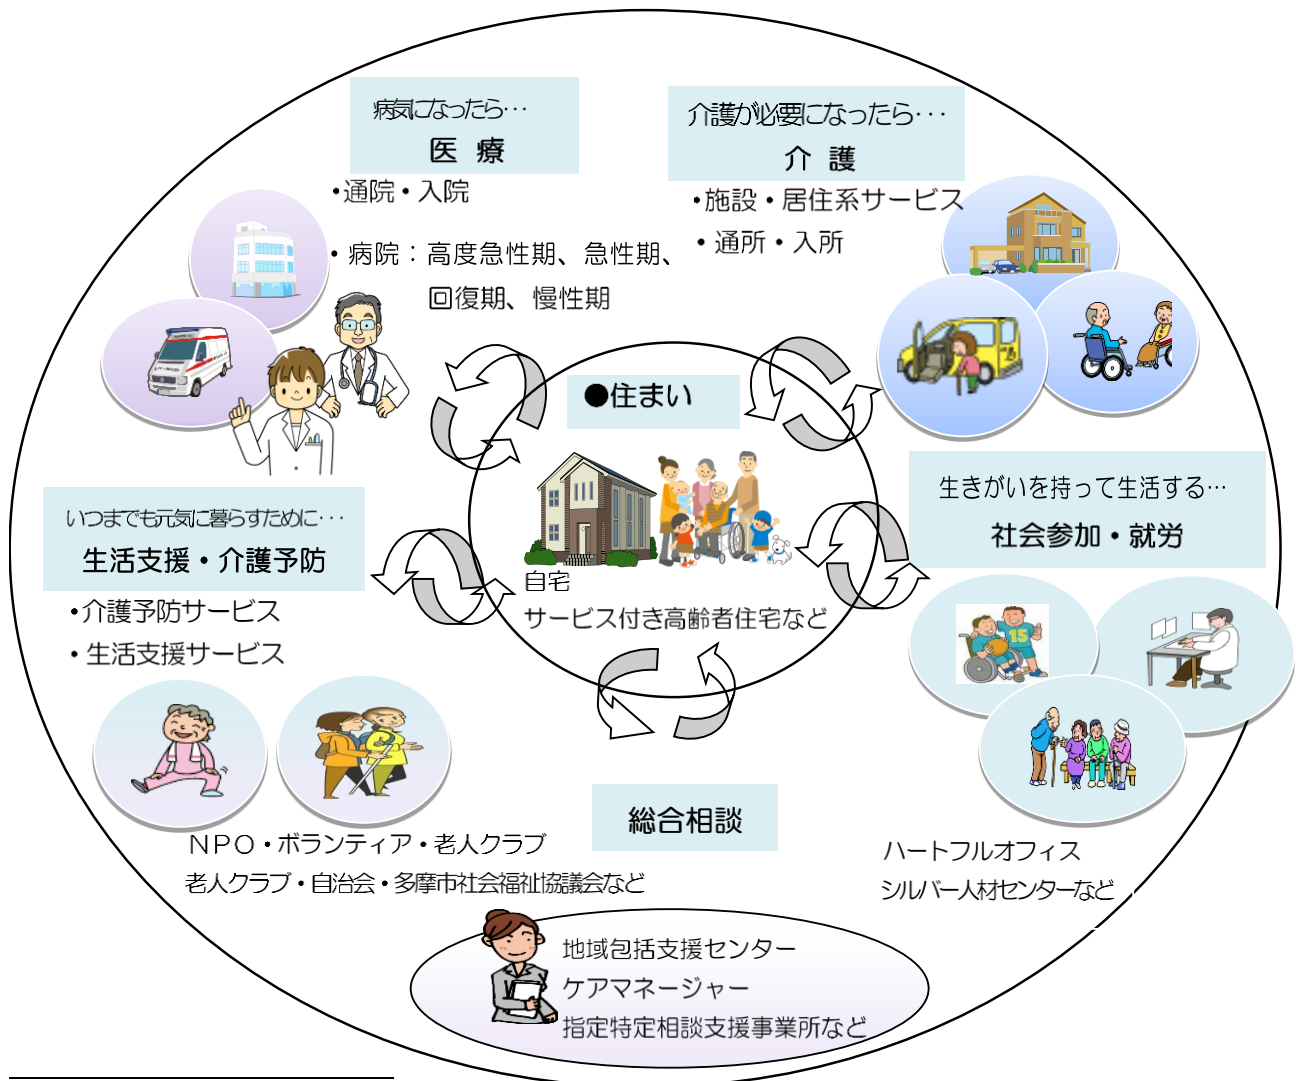 病気になったら･･･
医 療
・通院・入院
・病院：高度急性期、急性期、
回復期、慢性期
介護が必要になったら･･･
介 護
・施設・居住系サービス
・通所・入所
●住まい
自宅
サービス付き高齢者住宅など
いつまでも元気に暮らすために･･･
生活支援・介護予防
・介護予防サービス
・生活支援サービス
ＮＰＯ・ボランティア・老人クラブ
老人クラブ・自治会・多摩市社会福祉協議会など
生きがいを持って生活する…
社会参加・就労
15
ハートフルオフィス
シルバー人材センターなど
総合相談
地域包括支援センター
ケアマネージャー
指定特定相談支援事業所など